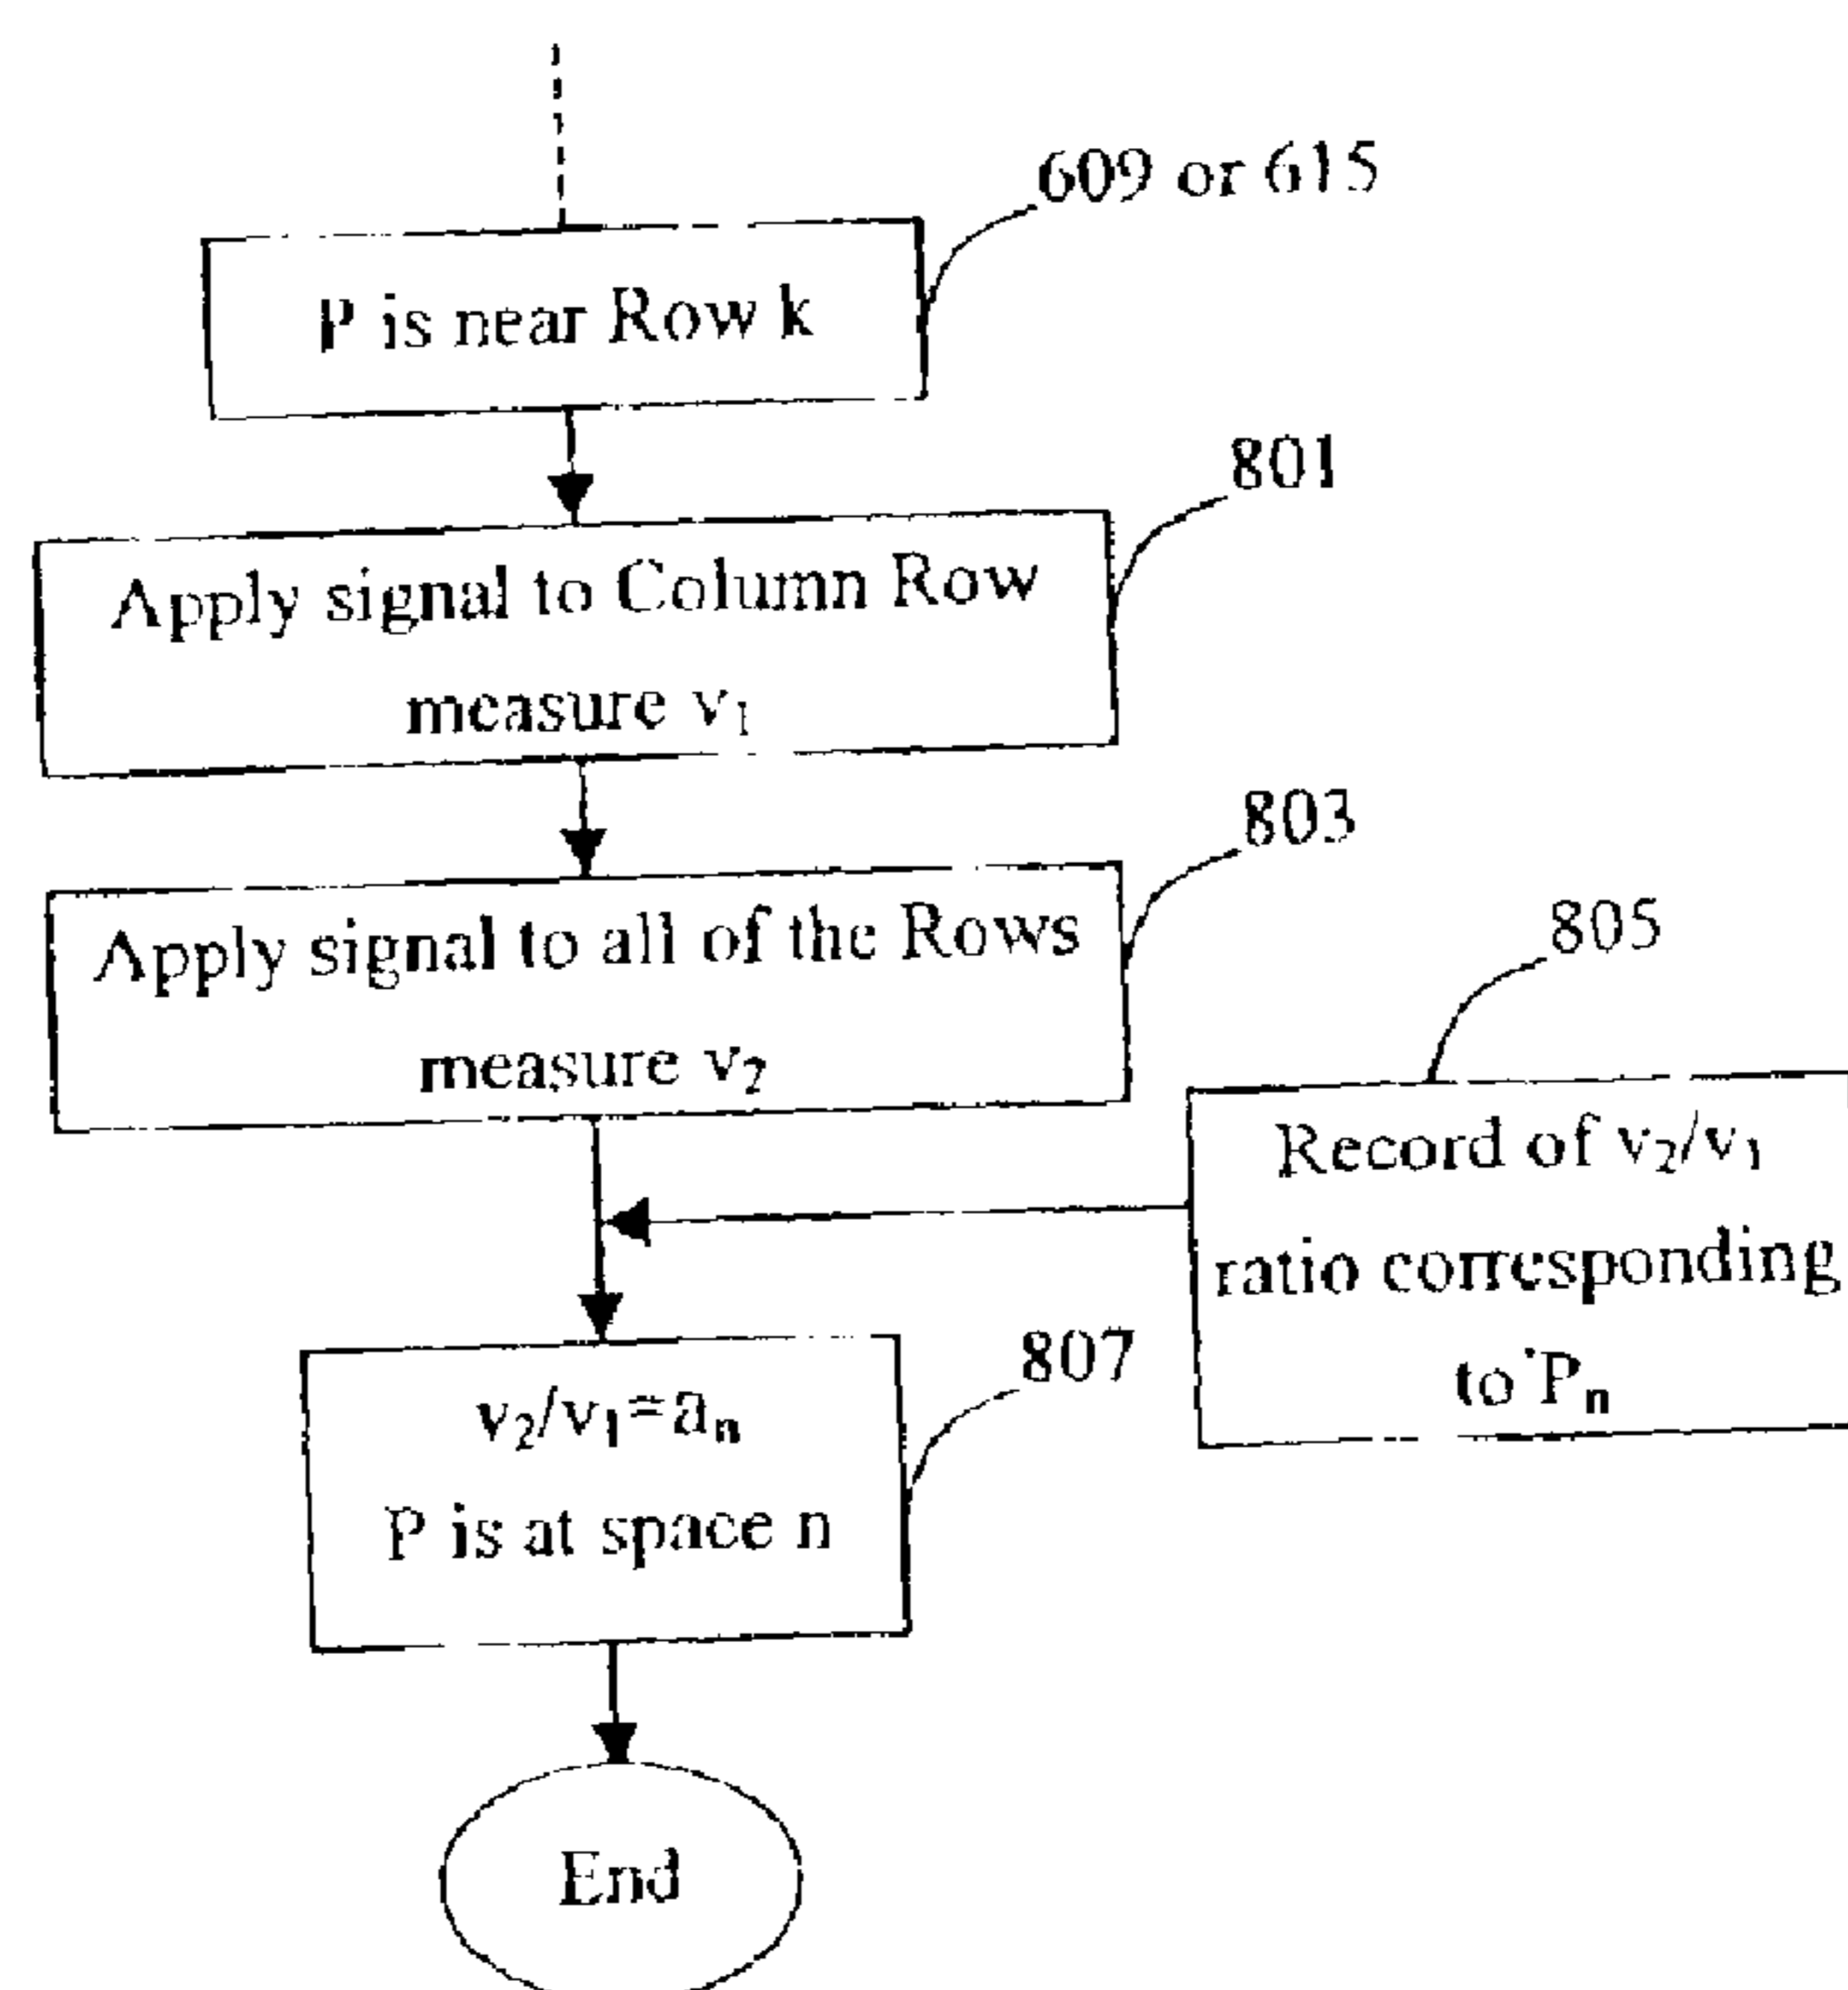 609 or 615
P is near Row k
801
Apply signal to Column Row
measure v₁
803
Apply signal to all of the Rows
measure v₂
805
Record of v₂/v₁
ratio corresponding
to Pₙ
807
v₂/v₁=aₙ
P is at space n
End